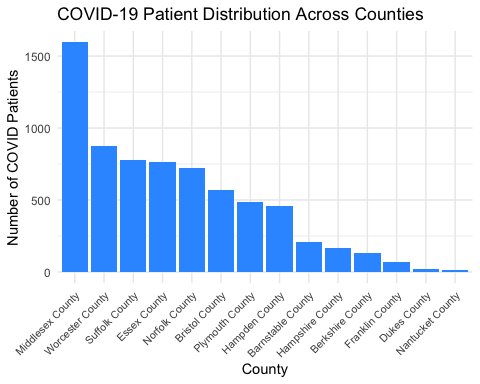 COVID-19 Patient Distribution Across Counties
Number of COVID Patients
1500
1000
500
0
Middlesex County
Worcester County
Suffolk County
Essex County
Norfolk County
Bristol County
Plymouth County
Hampden County
Barnstable County
Hampshire County
Berkshire County
Franklin County
Dukes County
Nantucket County
County